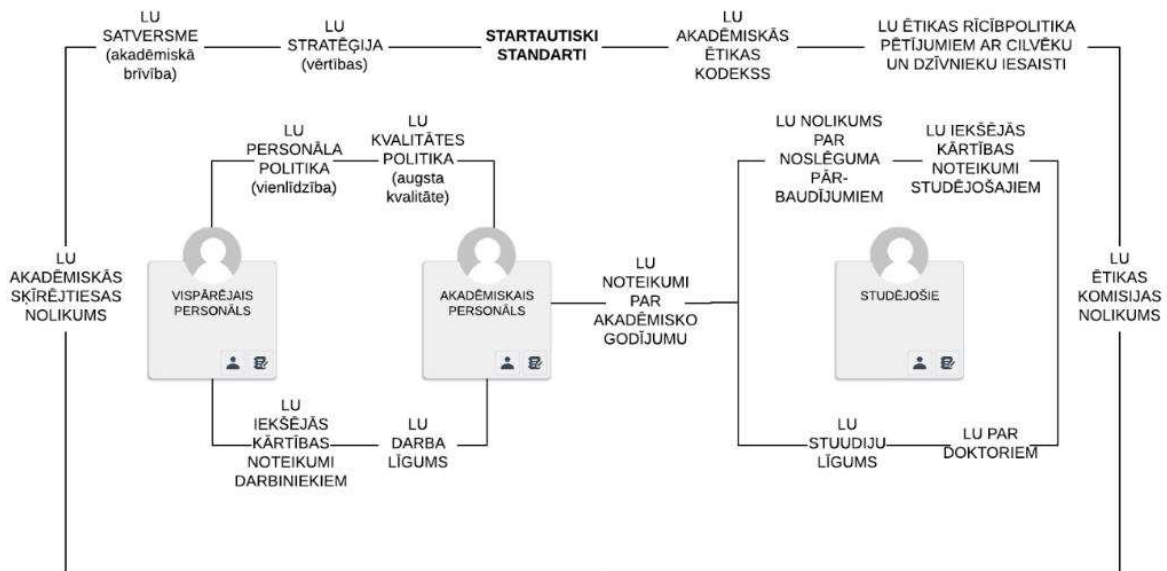 LU
SATVERSME
(akadēmiskā
brīvība)
LU
STRATĒĢIJA
(vērtības)
STARTAUTISKI
STANDARTI
LU
AKADĒMISKĀS
ĒTIKAS
KODEKSS
LU ĒTIKAS RĪCĪBPOLITIKA
PĒTĪJUMIEM AR CILVĒKU
UN DZĪVNIEKU IESAISTI
LU
PERSONĀLA
POLITIKA
(vienlīdzība)
LU
KVALITĀTES
POLITIKA
(augsta
kvalitāte)
LU NOLIKUMS
PAR
NOSLĒGUMA
PĀR-
BAUDĪJUMIEM
LU IEKŠĒJĀS
KĀRTĪBAS
NOTEIKUMI
STUDĒJOŠAJIEM
LU
AKADĒMISKĀS
ŠĶĪRĒJTIESAS
NOLIKUMS
VISPĀRĒJAIS
PERSONĀLS
AKADĒMISKAIS
PERSONĀLS
LU
NOTEIKUMI
PAR
AKADĒMISKO
GODĪJUMU
STUDĒJOŠIE
LU
ĒTIKAS
KOMISIJAS
NOLIKUMS
LU
IEKŠĒJĀS
KĀRTĪBAS
NOTEIKUMI
DARBINIEKIEM
LU
DARBA
LĪGUMS
LU
STUUDIJU
LĪGUMS
LU PAR
DOKTORIEM